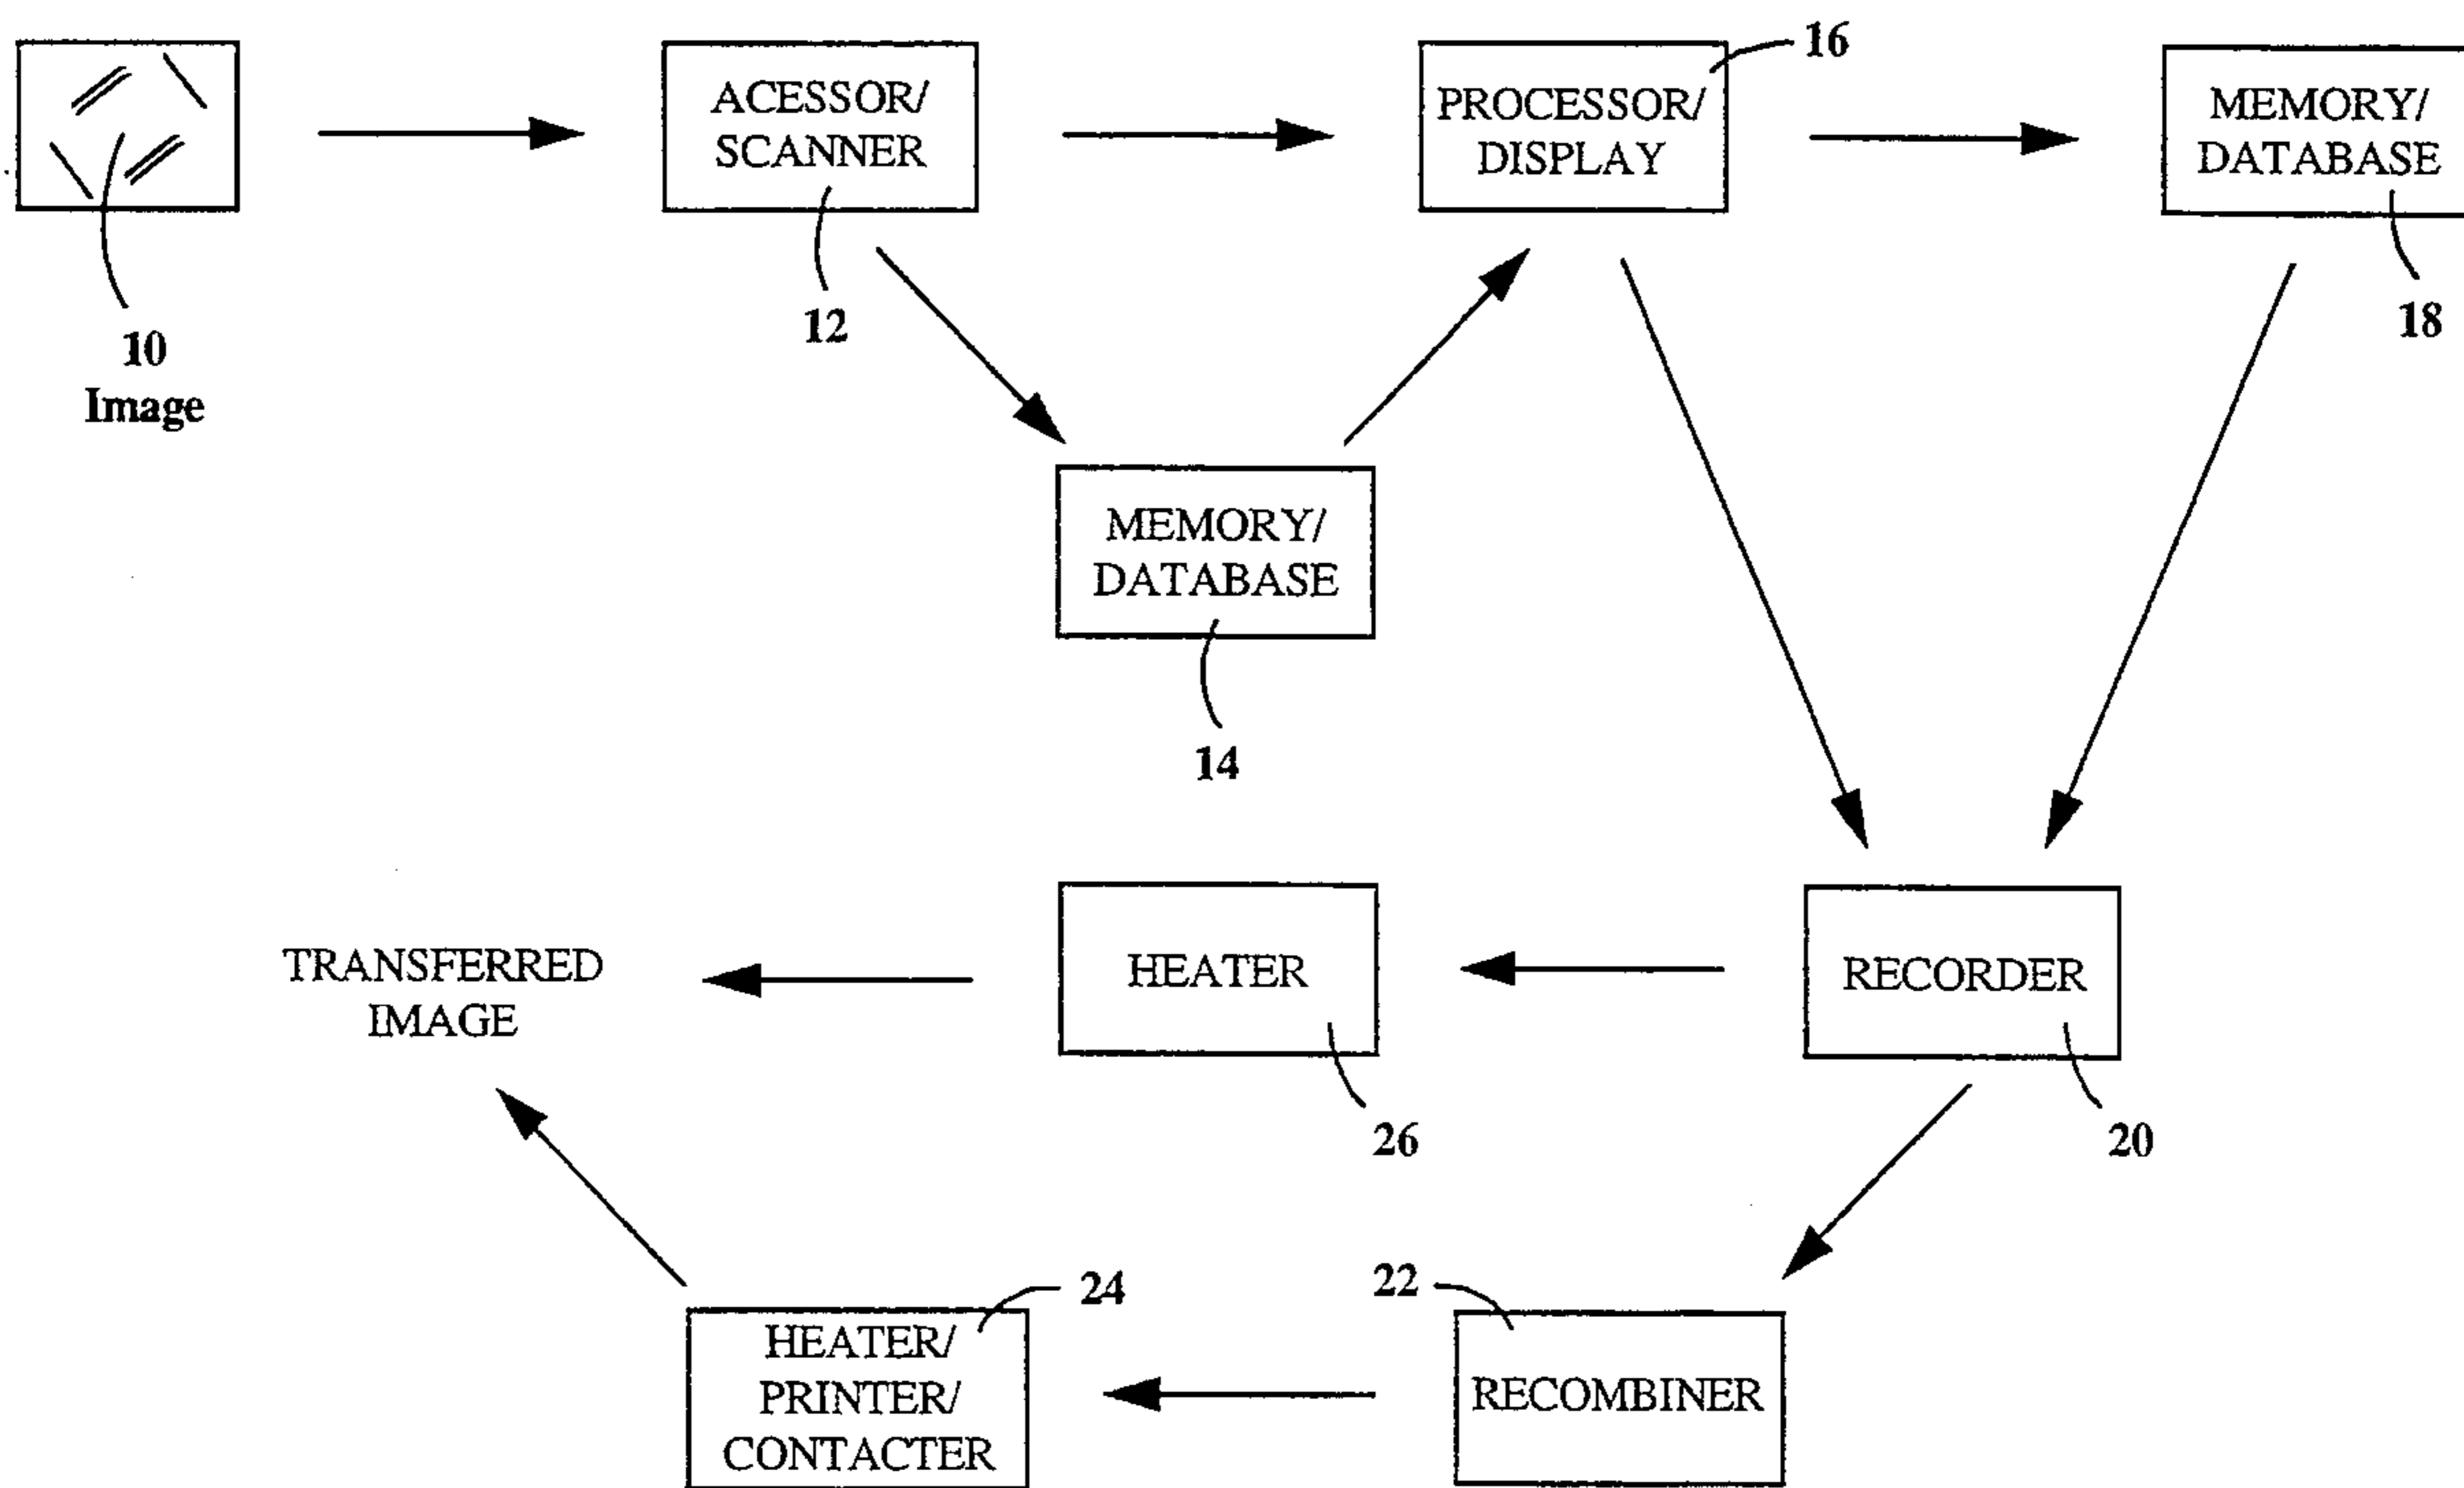 16
ACESSOR/
SCANNER
PROCESSOR/
DISPLAY
MEMORY/
DATABASE
12
18
10
Image
MEMORY/
DATABASE
14
TRANSFERRED
IMAGE
HEATER
RECORDER
26
20
24
22
HEATER/
PRINTER/
CONTACTER
RECOMBINER